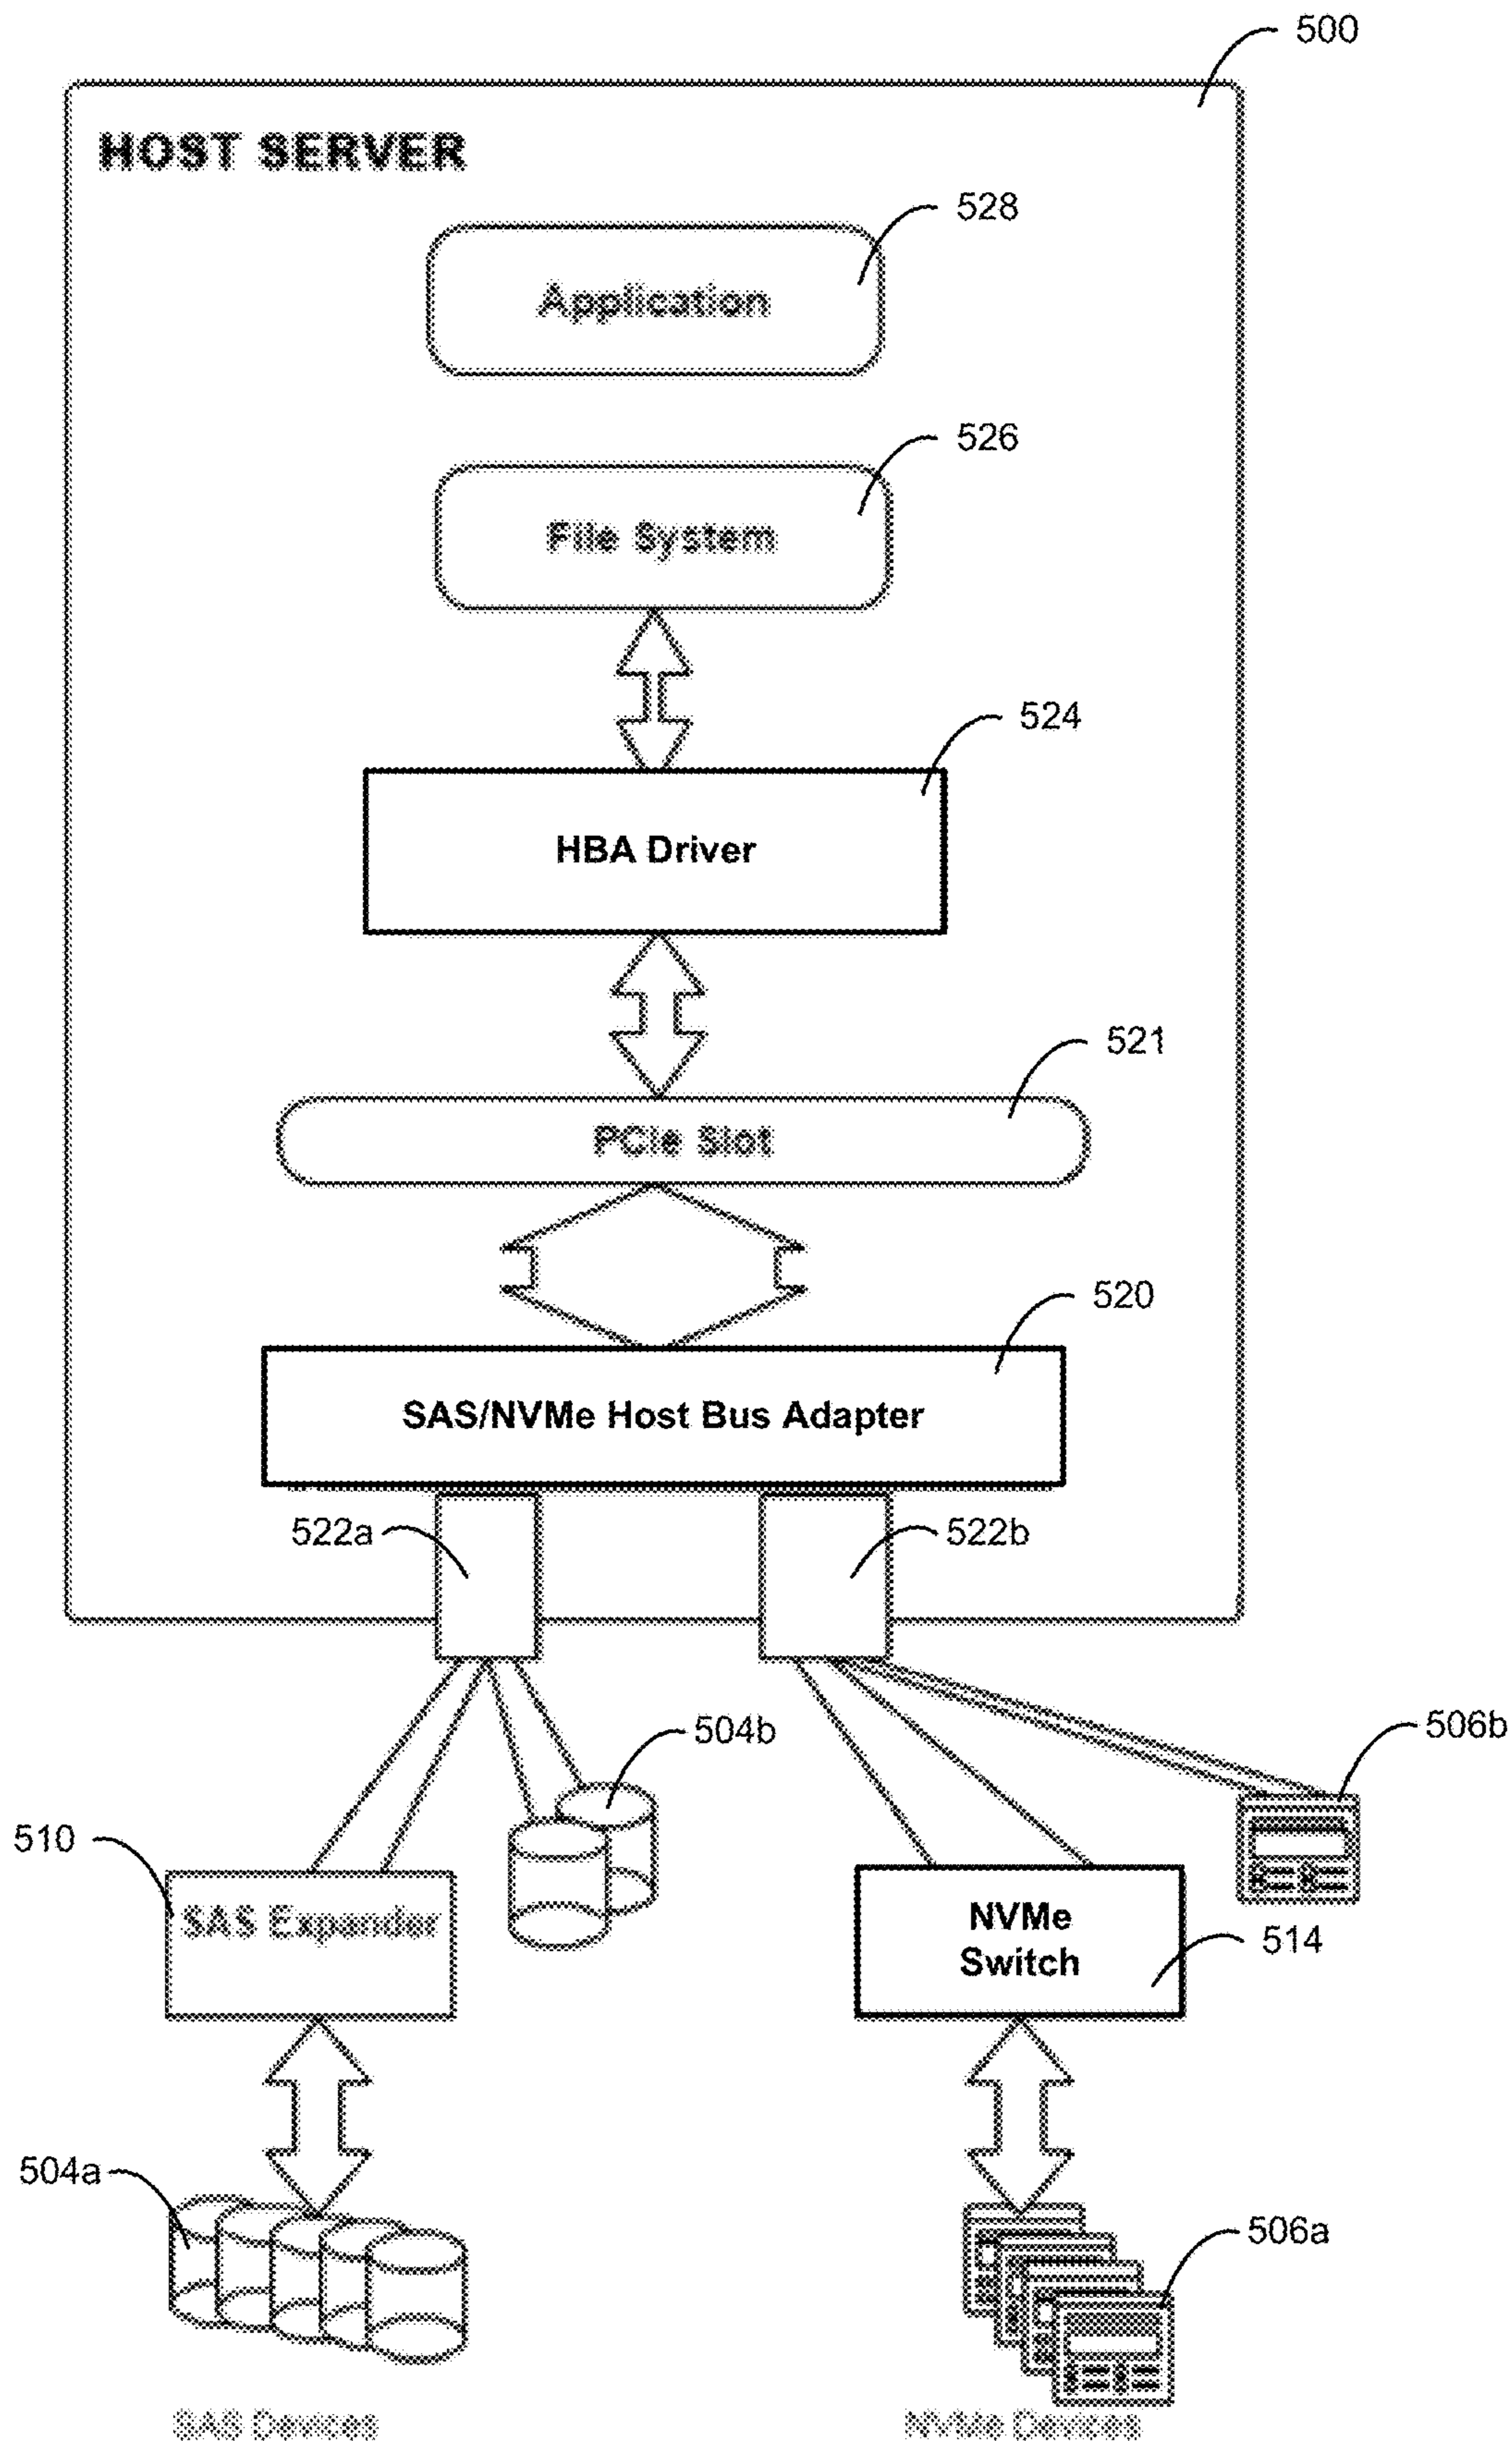 500
HOST SERVER
528
Application
526
File System
524
HBA Driver
521
PCIe Slot
520
SAS/NVMe Host Bus Adapter
522a
522b
504b
506b
510
SAS Expander
NVMe
Switch
514
504a
506a
SAS Devices
NVMe Devices